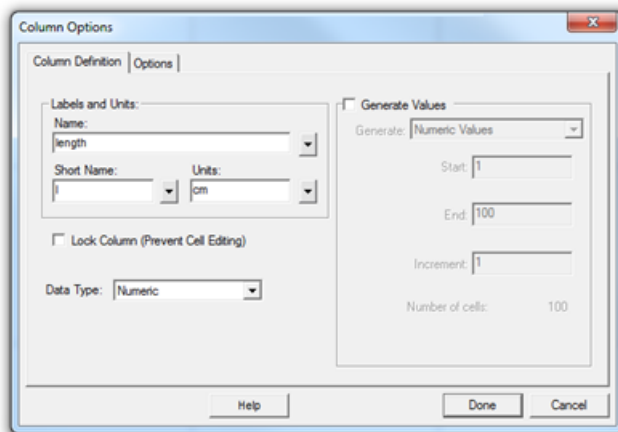 Column Options
Column Definition Options
Labels and Units:
Name:
length
Short Name: Units:
l cm
Lock Column (Prevent Cell Editing)
Data Type: Numeric
Generate Values
Generate: Numeric Values
Start: 1
End: 100
Increment: 1
Number of cells: 100
Help Done Cancel